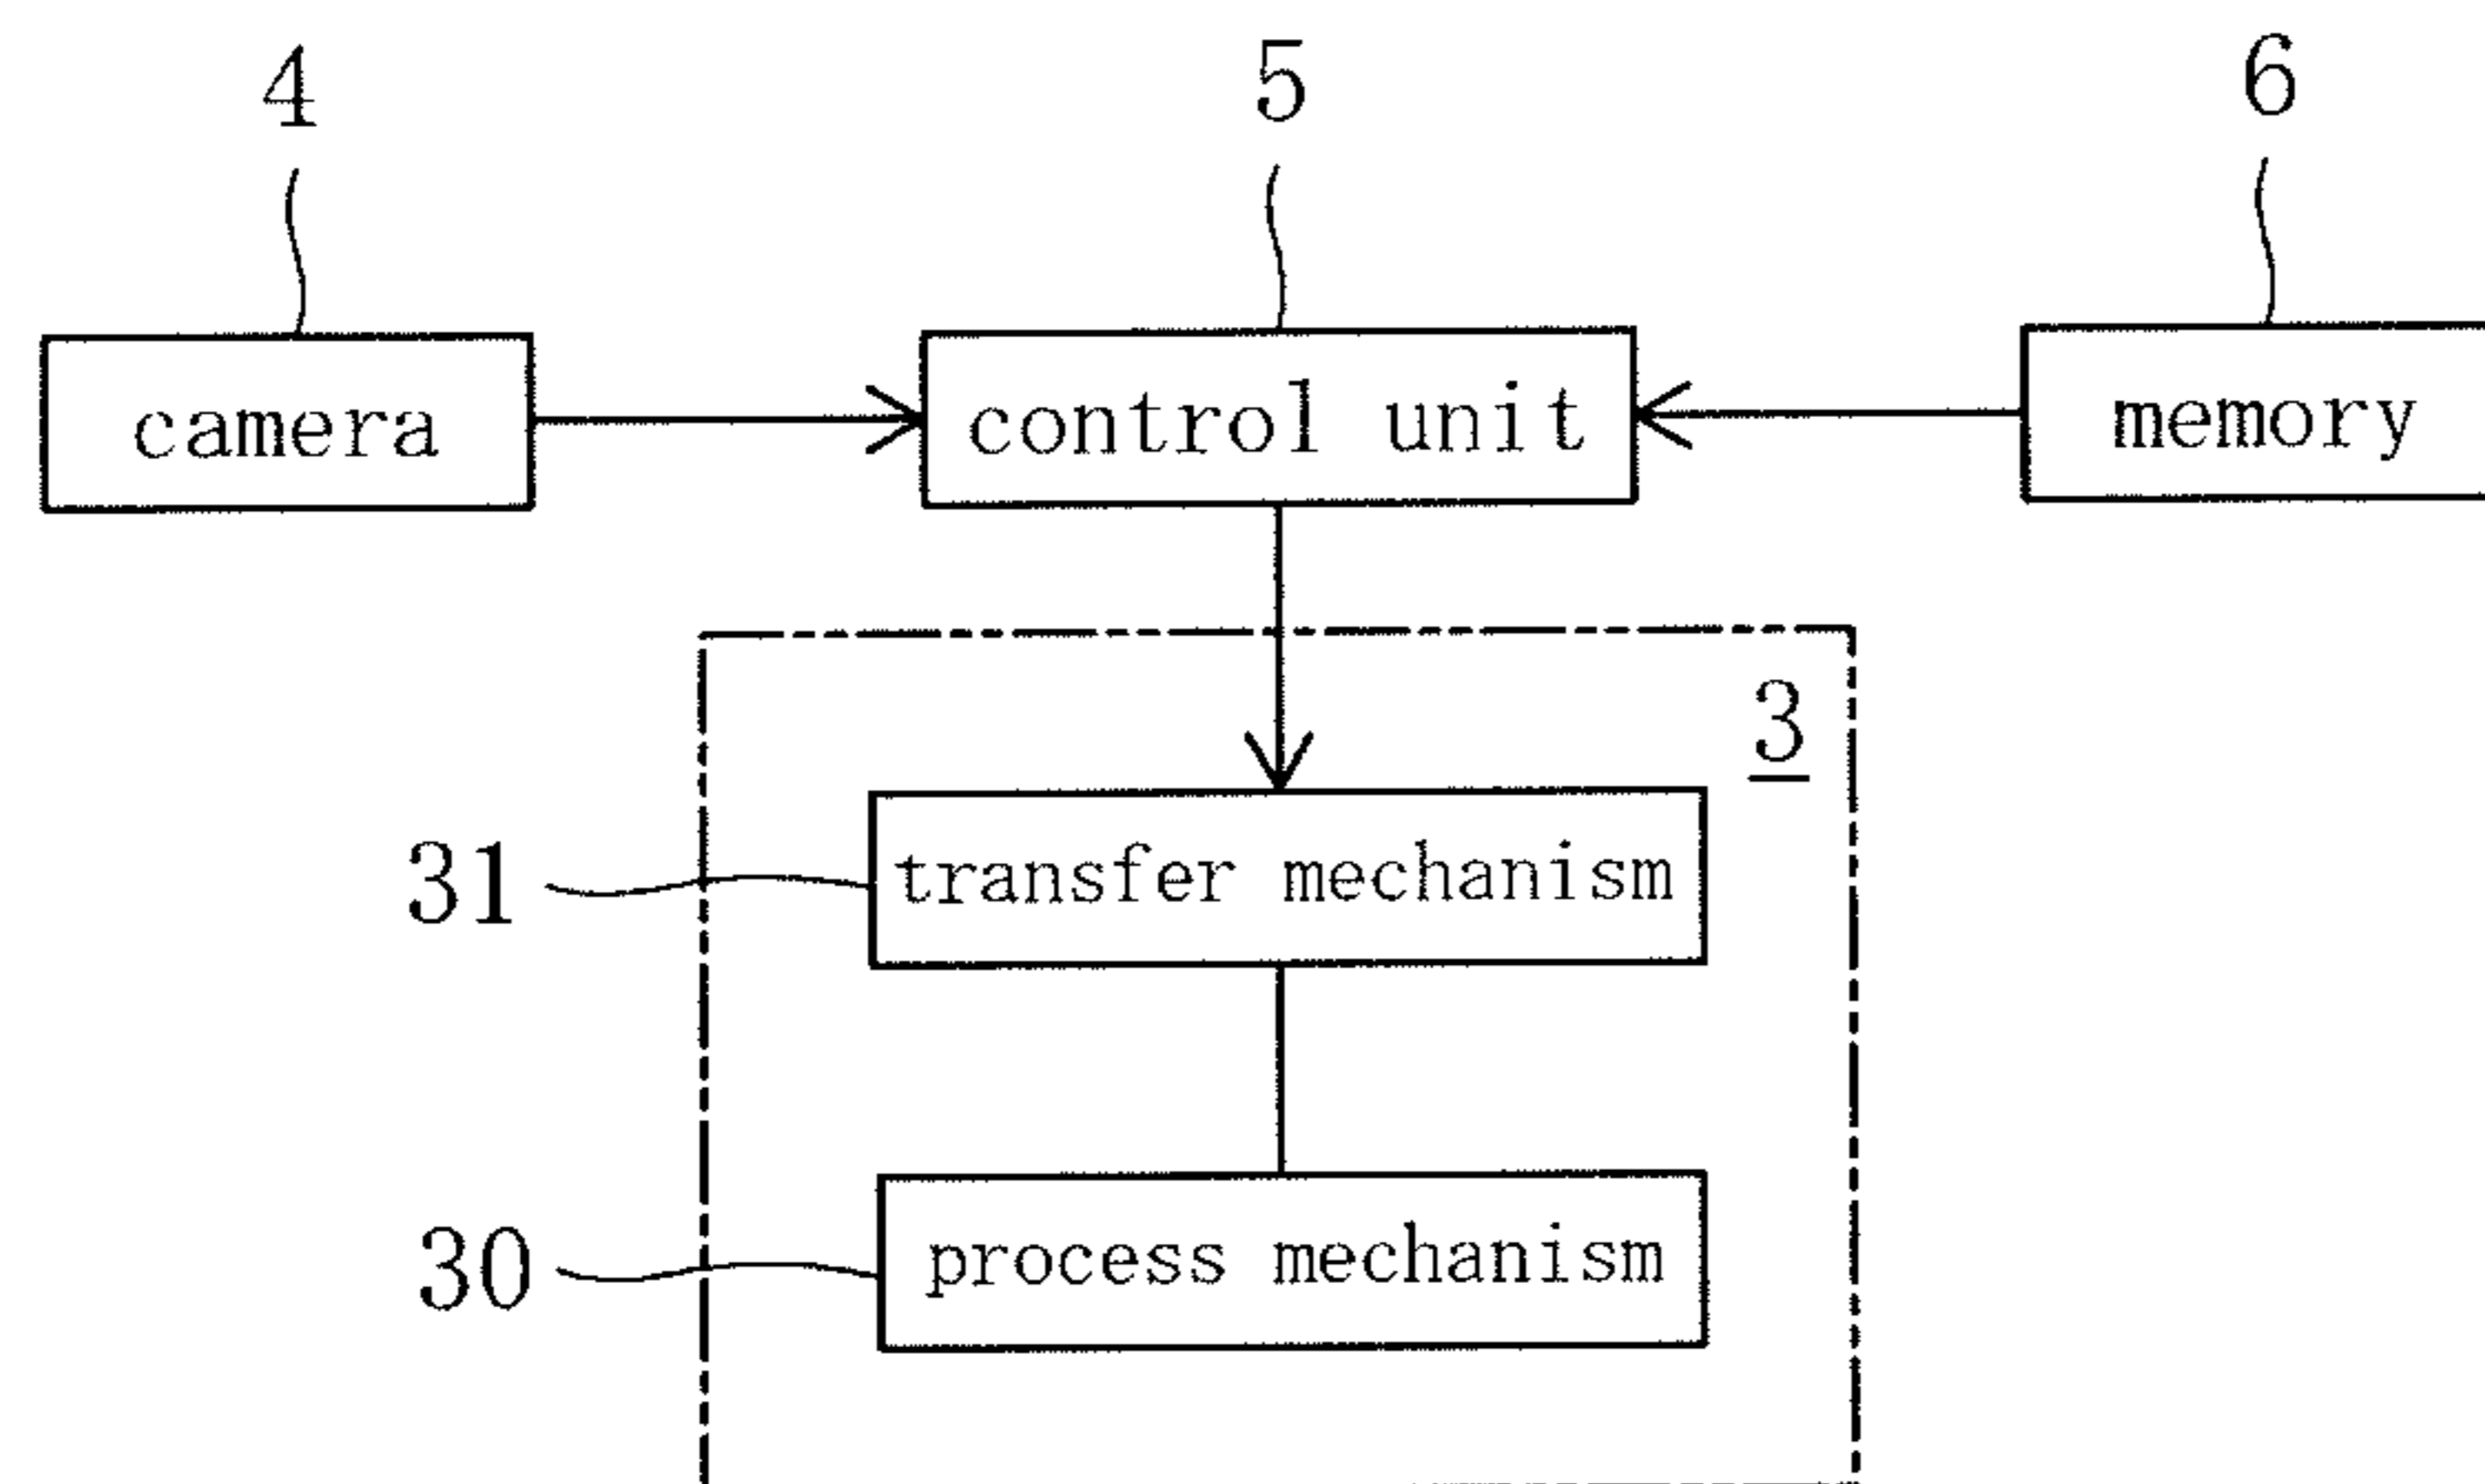 4 5 6
camera control unit memory
3
31 transfer mechanism
30 process mechanism